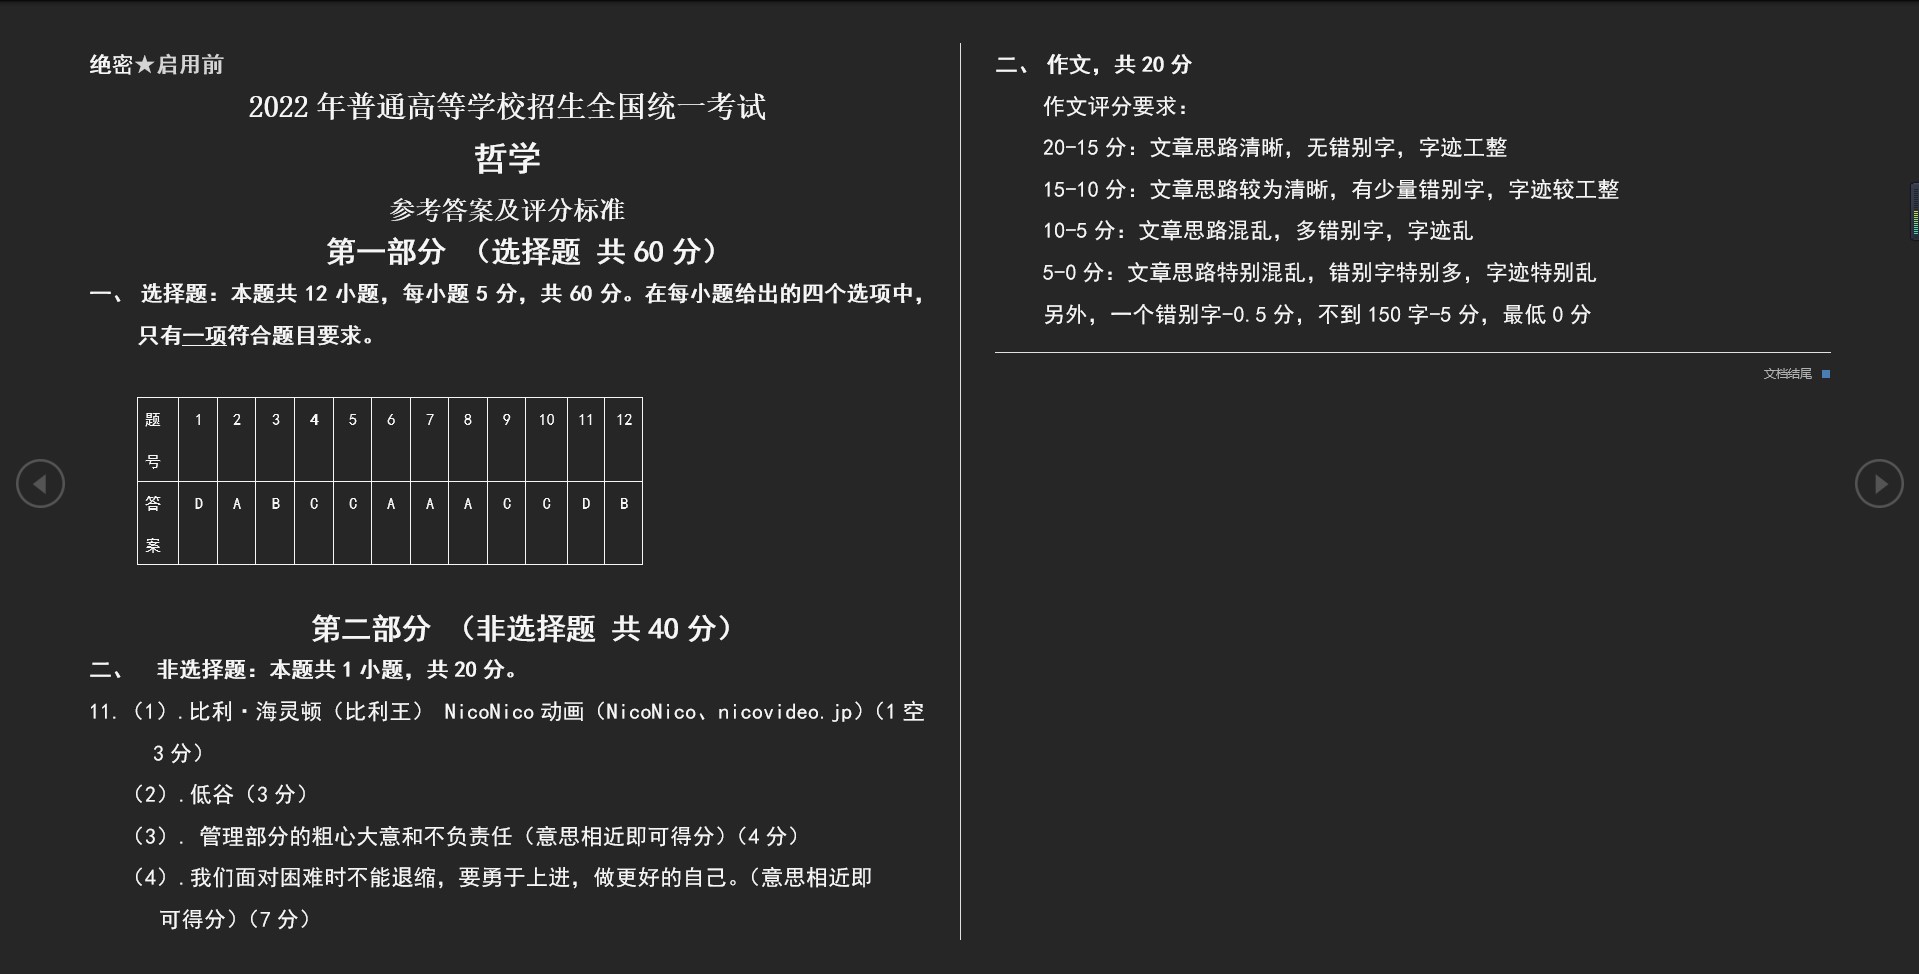 绝密★启用前
2022 年普通高等学校招生全国统一考试
哲学
参考答案及评分标准
第一部分 （选择题 共 60 分）
一、 选择题：本题共 12 小题，每小题 5 分，共 60 分。在每小题给出的四个选项中，
只有一项符合题目要求。
题号 1 2 3 4 5 6 7 8 9 10 11 12
答案 D A B C C A A A C C D B
第二部分 （非选择题 共 40 分）
二、 非选择题：本题共 1 小题，共 20 分。
11.（1）.比利·海灵顿（比利王） NicoNico 动画（NicoNico、nicovideo.jp）（1 空
3 分）
（2）.低谷（3 分）
（3）. 管理部分的粗心大意和不负责任（意思相近即可得分）（4 分）
（4）.我们面对困难时不能退缩，要勇于上进，做更好的自己。（意思相近即
可得分）（7 分）
二、 作文，共 20 分
作文评分要求：
20-15 分：文章思路清晰，无错别字，字迹工整
15-10 分：文章思路较为清晰，有少量错别字，字迹较工整
10-5 分：文章思路混乱，多错别字，字迹乱
5-0 分：文章思路特别混乱，错别字特别多，字迹特别乱
另外，一个错别字-0.5 分，不到 150 字-5 分，最低 0 分
文档结尾